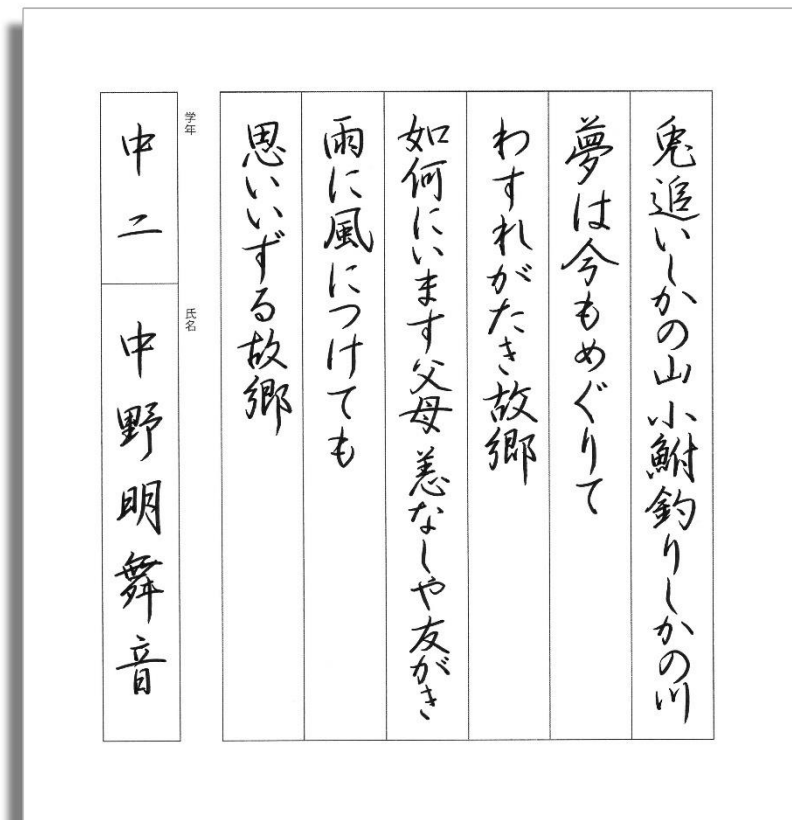 兎追いしかの山 小鮒釣りしかの川
夢は今もめぐりて
わすれがたき故郷
如何にいます父母 恙なしや友がき
雨に風につけても
思いいずる故郷
学年
中二
氏名
中野明舞音